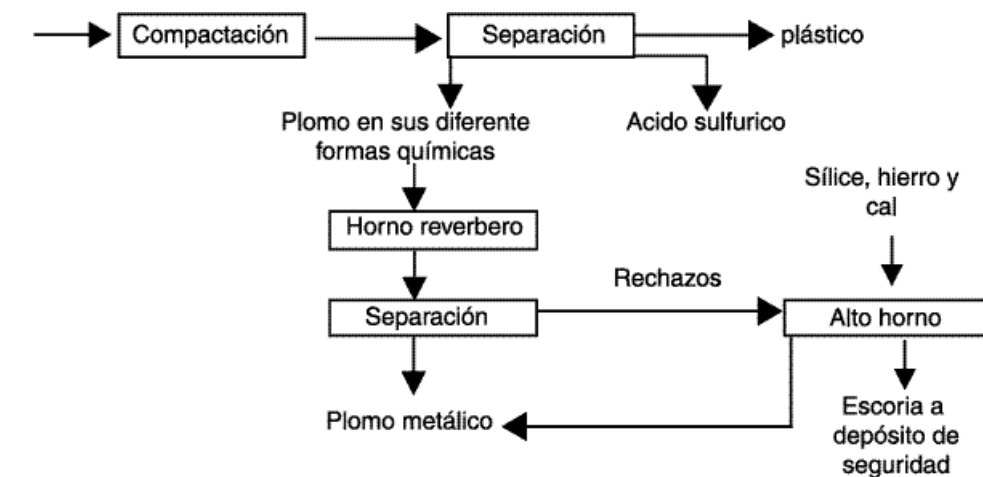 Compactación
Separación
plástico
Plomo en sus diferente
formas químicas
Acido sulfurico
Sílice, hierro y
cal
Horno reverbero
Rechazos
Separación
Alto horno
Plomo metálico
Escoria a
depósito de
seguridad